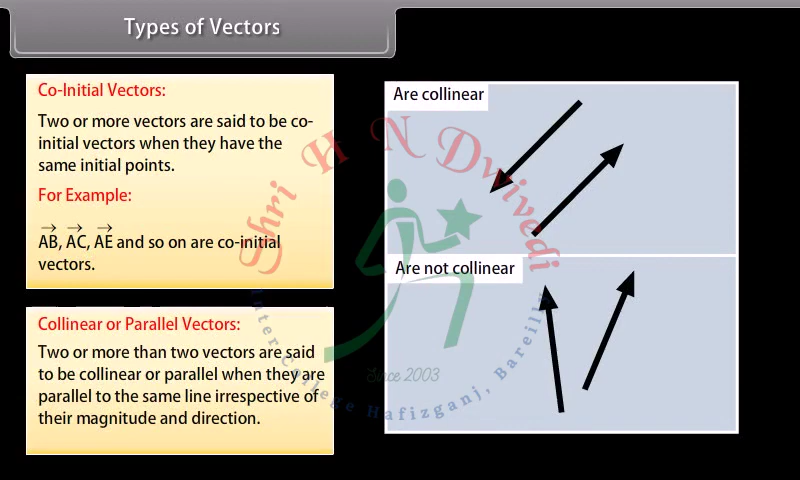 Types of Vectors
Co-Initial Vectors:
Two or more vectors are said to be co-
initial vectors when they have the
same initial points.
For Example:
AB, AC, AE and so on are co-initial
vectors.
Collinear or Parallel Vectors:
Two or more than two vectors are said
to be collinear or parallel when they are
parallel to the same line irrespective of
their magnitude and direction.
Are collinear
Are not collinear
Shri H N Dwivedi
Since 2003
Inter College Hafizganj, Bareilly